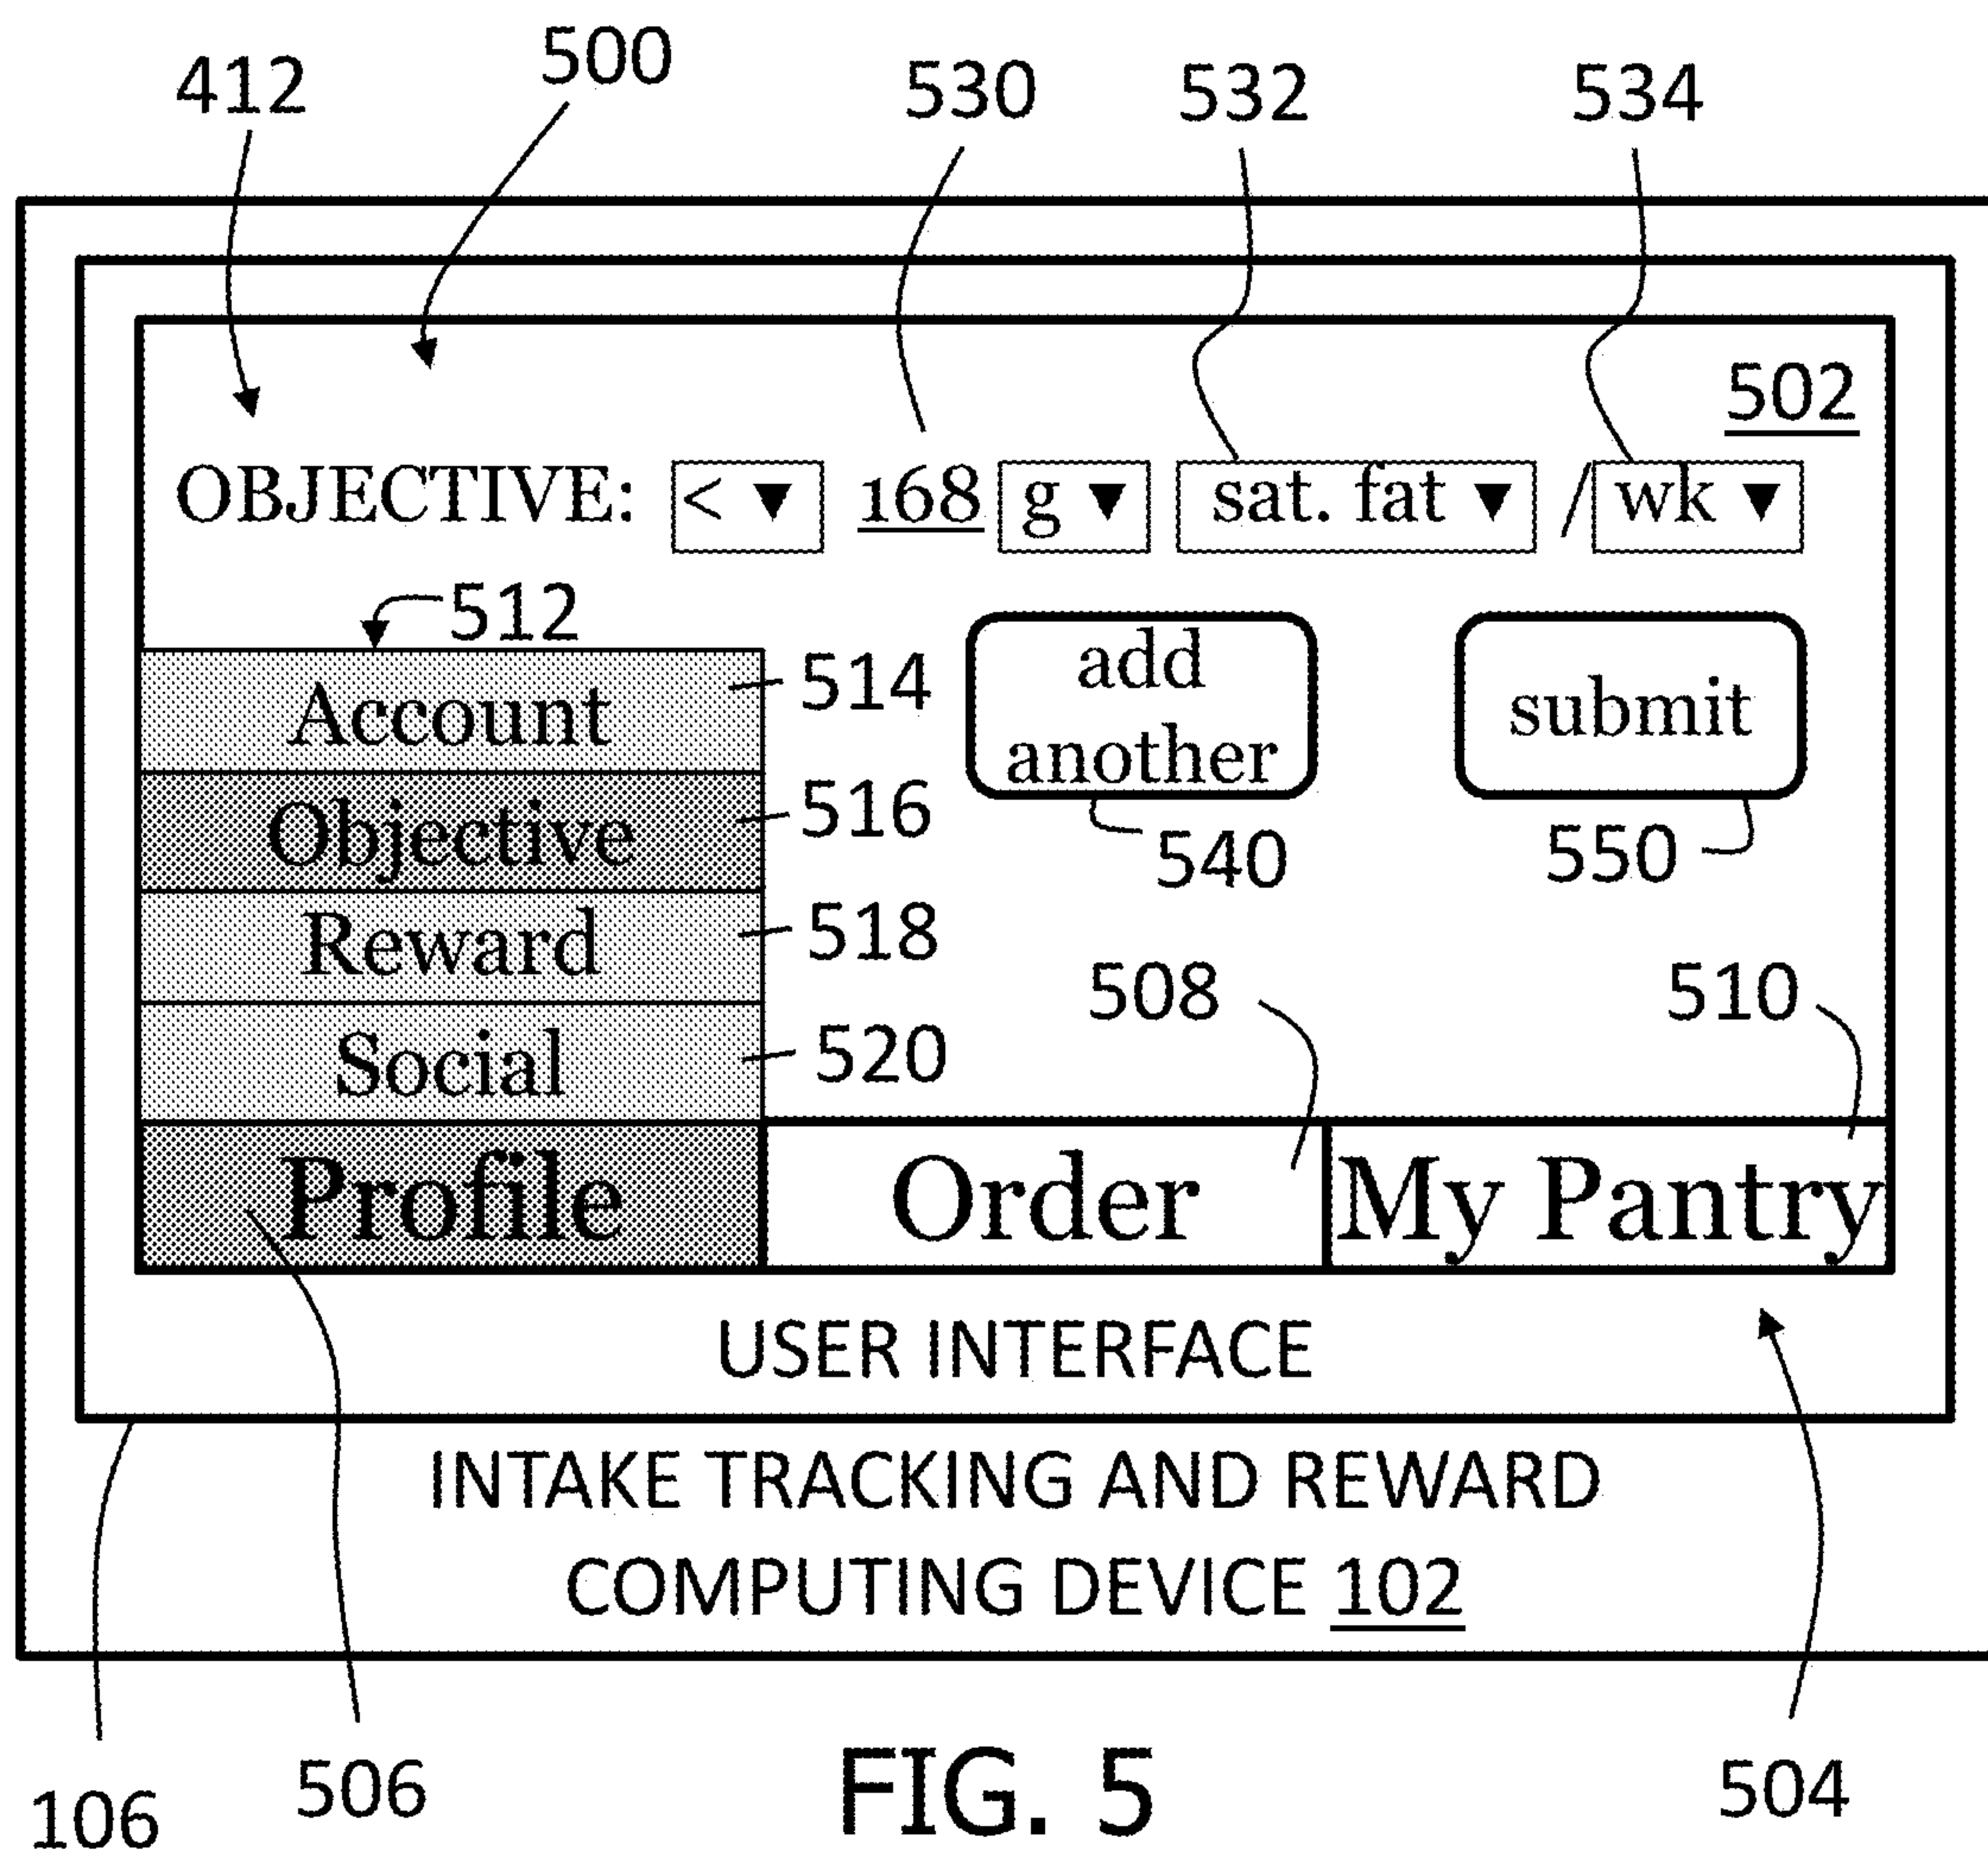 412 500 530 532 534
502
OBJECTIVE: < ▼ 168 g ▼ sat. fat ▼ / wk ▼
512
Account 514
Objective 516
Reward 518
Social 520
add
another
540
submit
550
508
510
Profile Order My Pantry
USER INTERFACE
INTAKE TRACKING AND REWARD
COMPUTING DEVICE 102
106 506 504
FIG. 5